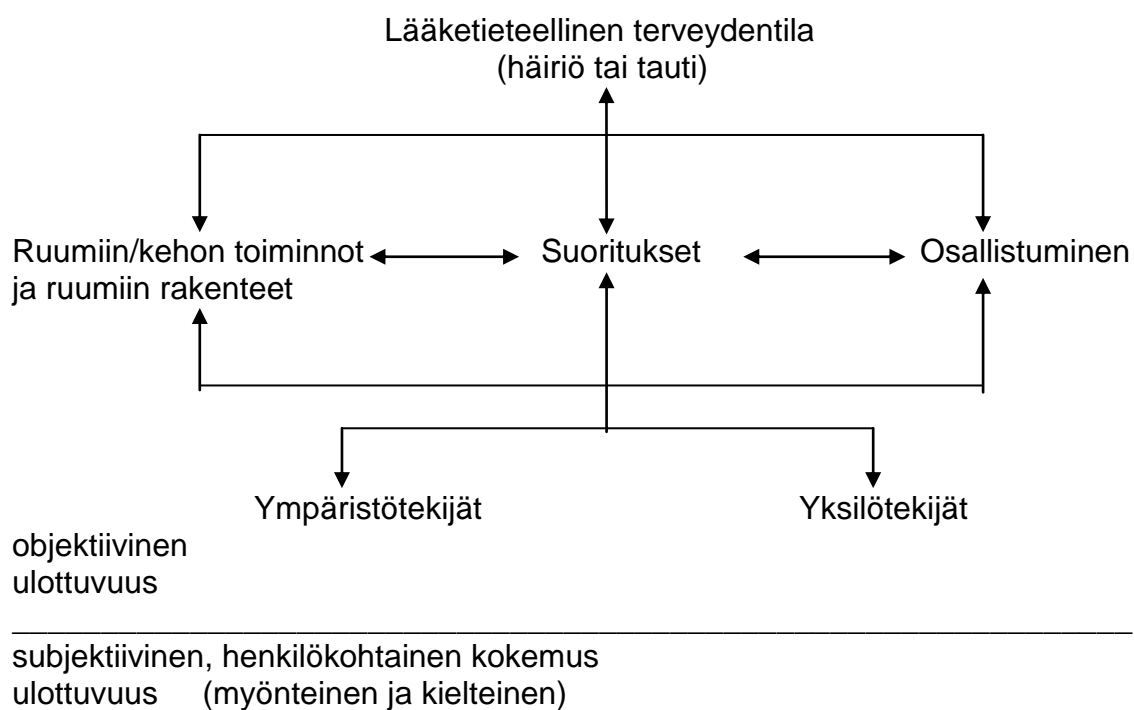 Lääketieteellinen terveydentila
(häiriö tai tauti)
Ruumiin/kehon toiminnot
ja ruumiin rakenteet
Suoritukset
Osallistuminen
Ympäristötekijät
Yksilötekijät
objektiivinen
ulottuvuus
subjektiivinen, henkilökohtainen kokemus
ulottuvuus (myönteinen ja kielteinen)